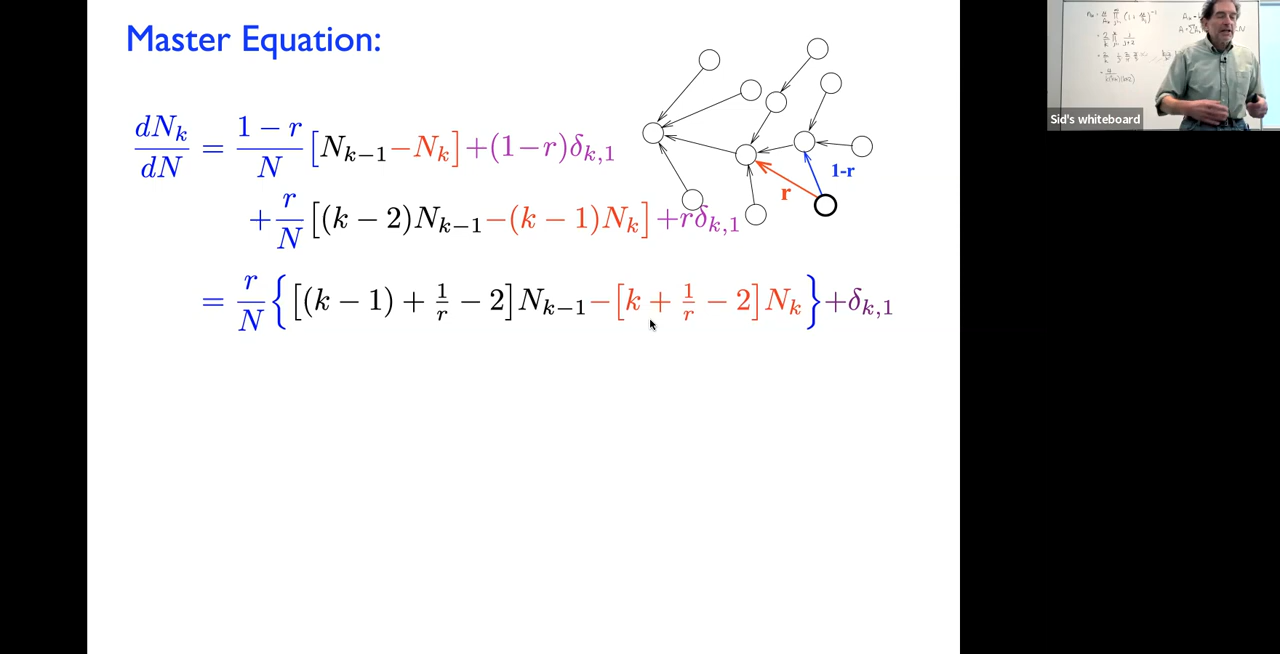 Master Equation:
dN_k/dN = (1 − r)/N [N_{k−1} − N_k] + (1−r)δ_{k,1}
+ r/N [(k − 2)N_{k−1} − (k − 1)N_k] + rδ_{k,1}
= r/N {[(k − 1) + 1/r − 2]N_{k−1} − [k + 1/r − 2]N_k} + δ_{k,1}
1-r
r
Sid's whiteboard